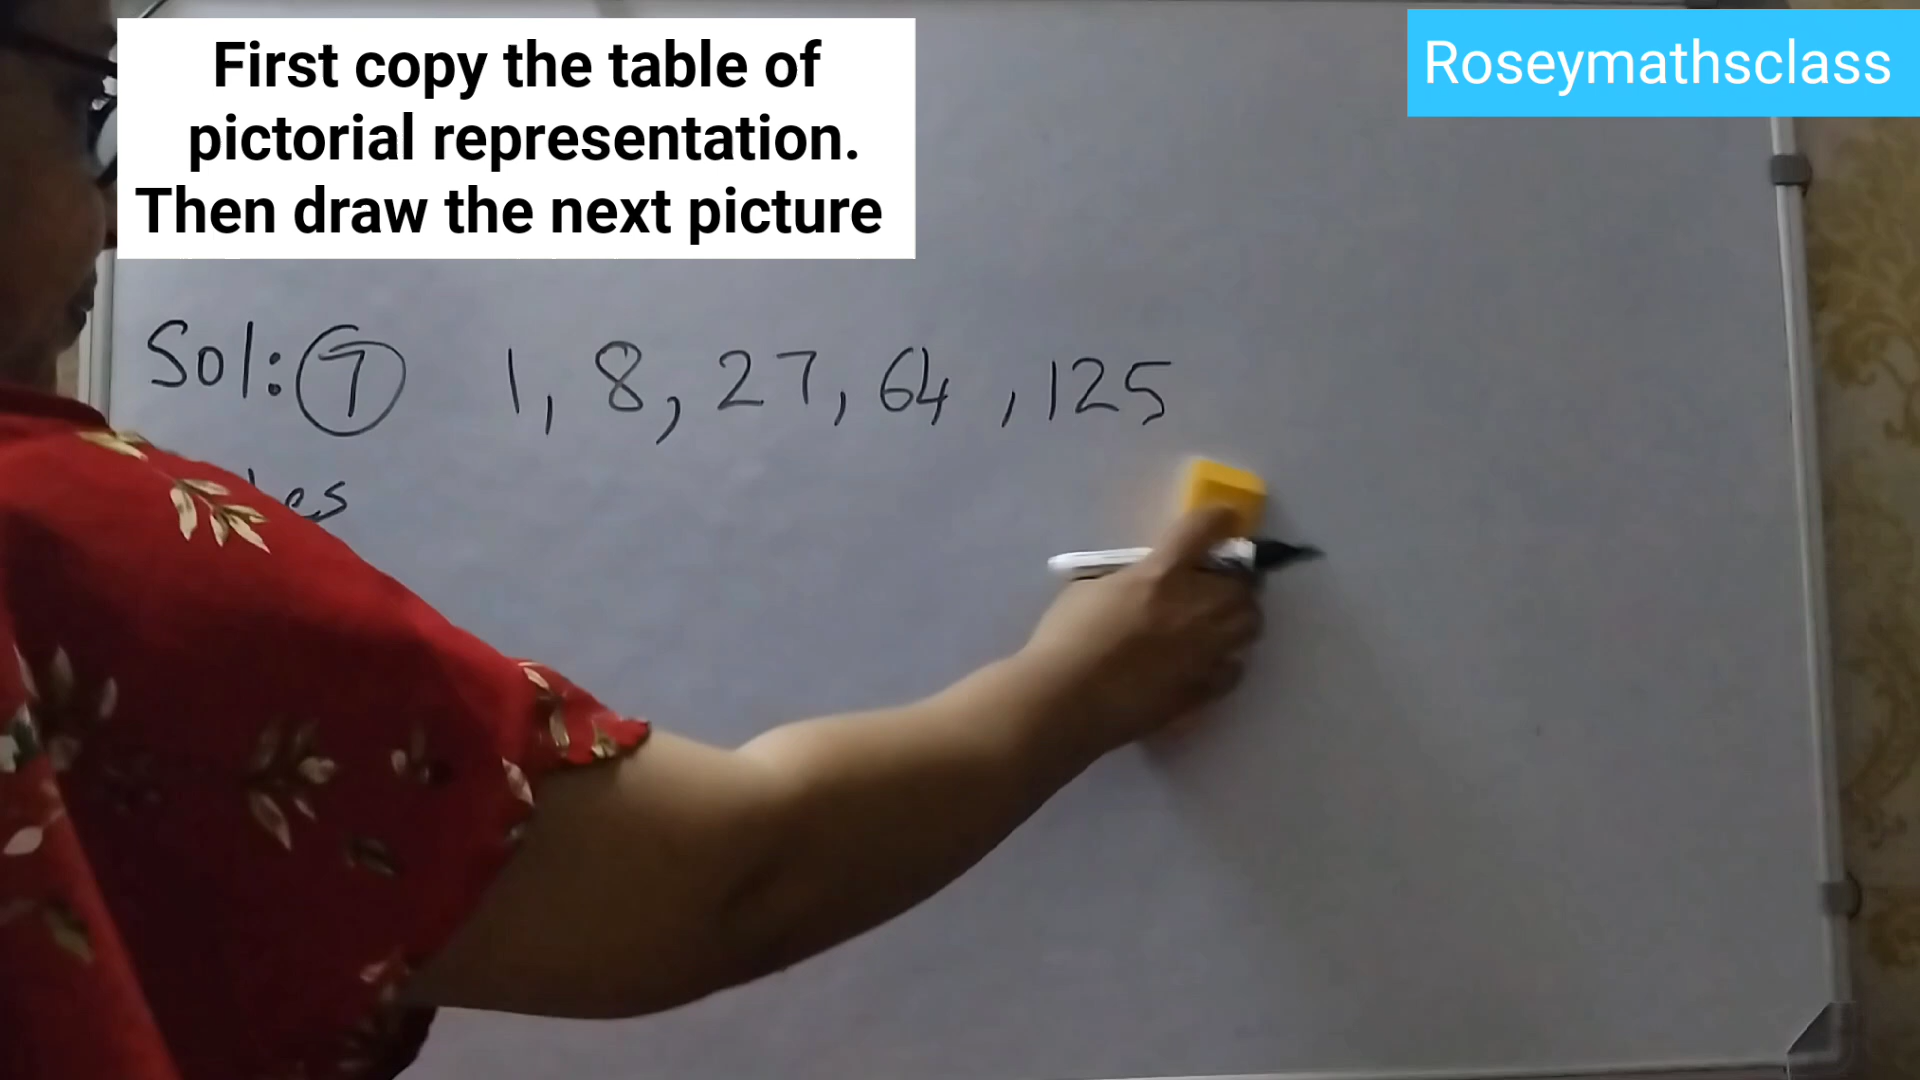 First copy the table of
pictorial representation.
Then draw the next picture
Roseymathsclass
Sol: 7 1, 8, 27, 64, 125